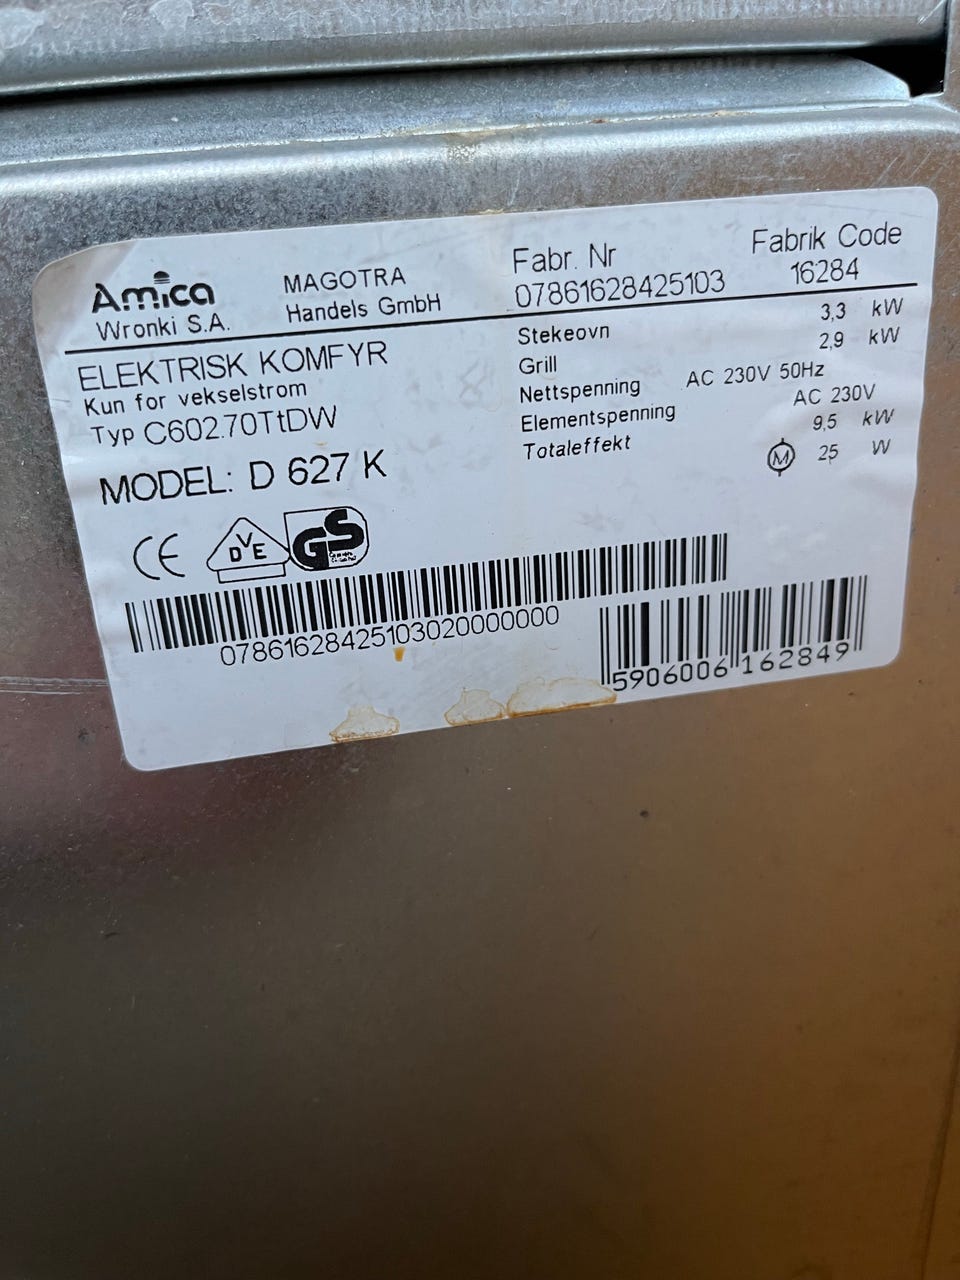 Amica
Wronki S.A.
MAGOTRA
Handels GmbH
Fabr. Nr
07861628425103
Fabrik Code
16284
ELEKTRISK KOMFYR
Kun for vekselstrom
Typ C602.70TtDW
MODEL: D 627 K
Stekeovn 3,3 kW
Grill 2,9 kW
Nettspenning AC 230V 50Hz
Elementspenning AC 230V
Totaleffekt 9,5 kW
M 25 W
CE
DVE
GS
07861628425103020000000
5906006162849